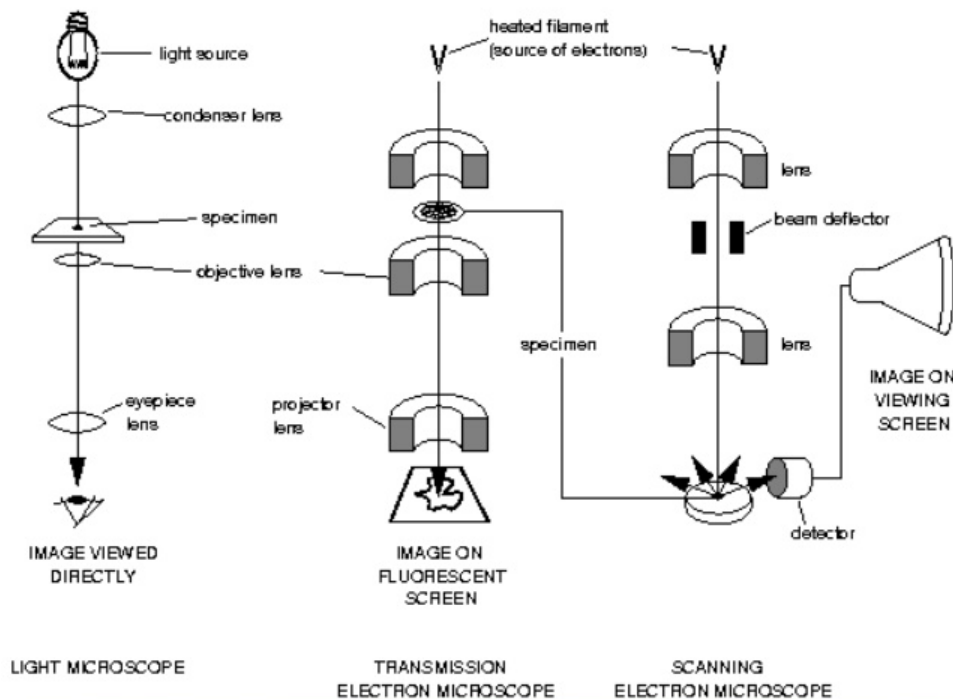 light source
condenser lens
specimen
objective lens
eyepiece
lens
IMAGE VIEWED
DIRECTLY
LIGHT MICROSCOPE
heated filament
(source of electrons)
projector
lens
IMAGE ON
FLUORESCENT
SCREEN
TRANSMISSION
ELECTRON MICROSCOPE
specimen
lens
beam deflector
lens
detector
IMAGE ON
VIEWING
SCREEN
SCANNING
ELECTRON MICROSCOPE